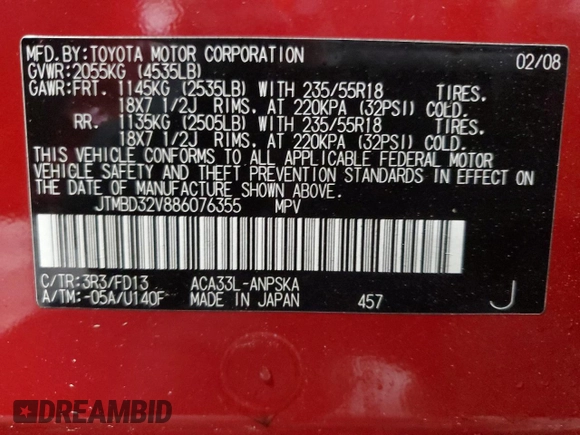 MFD.BY:TOYOTA MOTOR CORPORATION 02/08
GVWR:2055KG (4535LB)
GAWR:FRT. 1145KG (2535LB) WITH 235/55R18 TIRES.
18X7 1/2J RIMS. AT 220KPA (32PSI) COLD.
RR. 1135KG (2505LB) WITH 235/55R18 TIRES.
18X7 1/2J RIMS. AT 220KPA (32PSI) COLD.
THIS VEHICLE CONFORMS TO ALL APPLICABLE FEDERAL MOTOR
VEHICLE SAFETY AND THEFT PREVENTION STANDARDS IN EFFECT
ON THE DATE OF MANUFACTURE SHOWN ABOVE.
JTMBD32V886076355 MPV
C/TR:3R3/FD13 ACA33L-ANPSKA
A/TM:-05A/U140F MADE IN JAPAN 457 J
DREAMBID